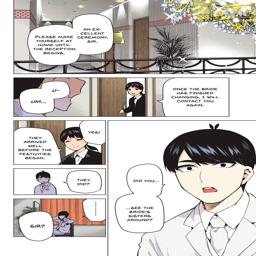 AN EX-
CELLENT
CEREMONY,
SIR.
PLEASE MAKE
YOURSELF AT
HOME UNTIL
THE RECEPTION
BEGINS.
ONCE THE BRIDE
HAS FINISHED
CHANGING, I WILL
CONTACT YOU
AGAIN.
U-
UM...
YES!
THEY
ARRIVED
WELL
BEFORE THE
FESTIVITIES
BEGAN.
DID YOU...
...SEE THE
BRIDE'S
SISTERS
AROUND?
THEY
DID?
SIR?